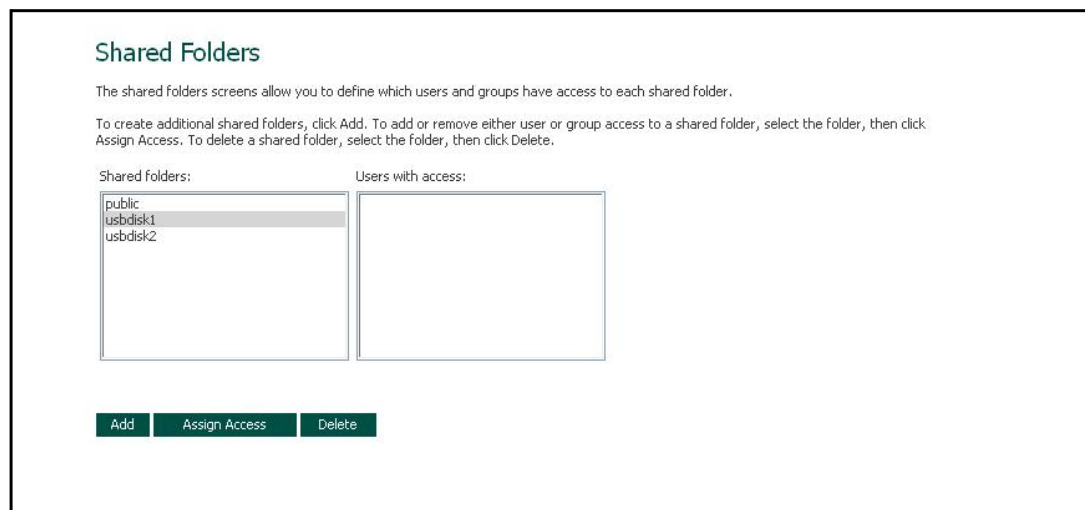 Shared Folders
The shared folders screens allow you to define which users and groups have access to each shared folder.
To create additional shared folders, click Add. To add or remove either user or group access to a shared folder, select the folder, then click
Assign Access. To delete a shared folder, select the folder, then click Delete.
Shared folders:
Users with access:
public
usbdisk1
usbdisk2
Add
Assign Access
Delete